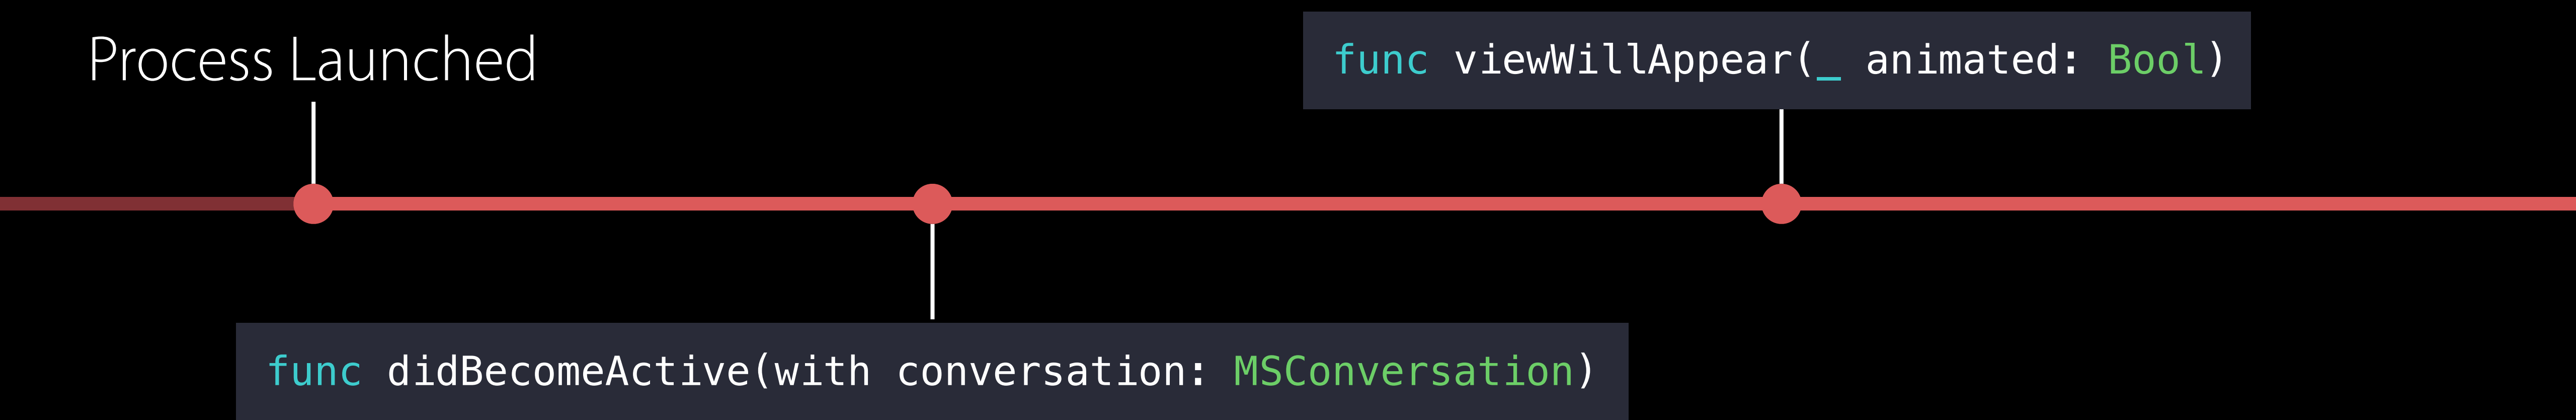 Process Launched
func viewWillAppear(_ animated: Bool)
func didBecomeActive(with conversation: MSConversation)